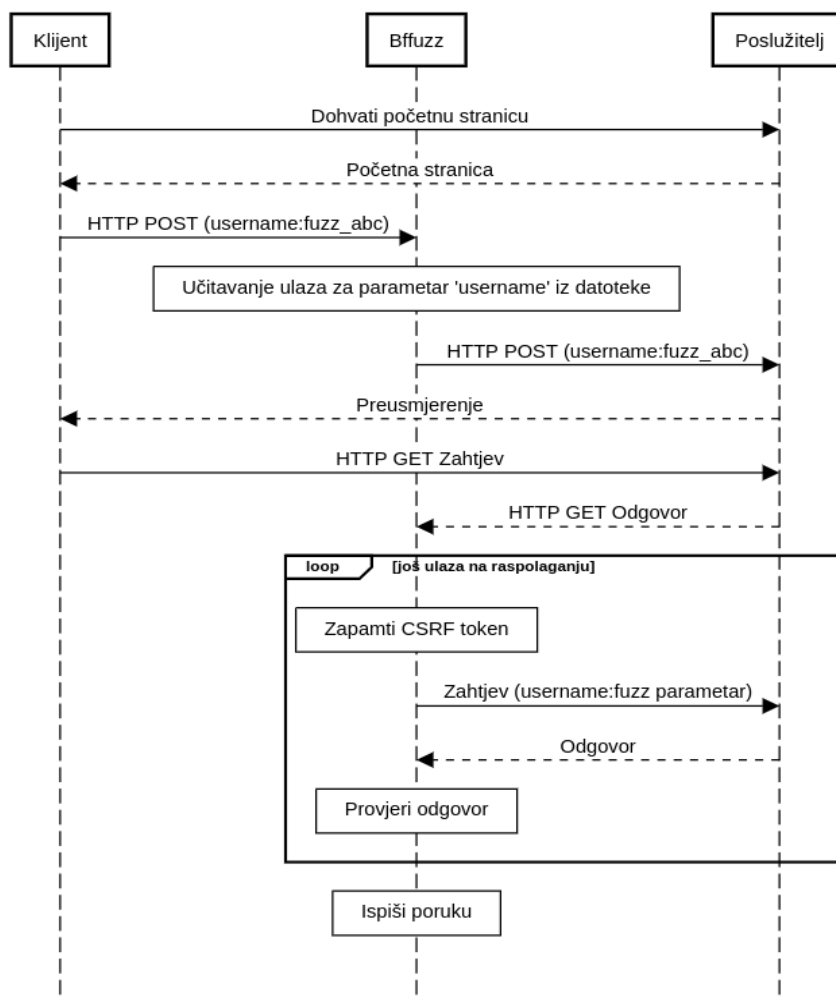 Klijent
Bffuzz
Poslužitelj
Dohvati početnu stranicu
Početna stranica
HTTP POST (username:fuzz_abc)
Učitavanje ulaza za parametar 'username' iz datoteke
HTTP POST (username:fuzz_abc)
Preusmjerenje
HTTP GET Zahtjev
HTTP GET Odgovor
loop [još ulaza na raspolaganju]
Zapamti CSRF token
Zahtjev (username:fuzz parametar)
Odgovor
Provjeri odgovor
Ispiši poruku